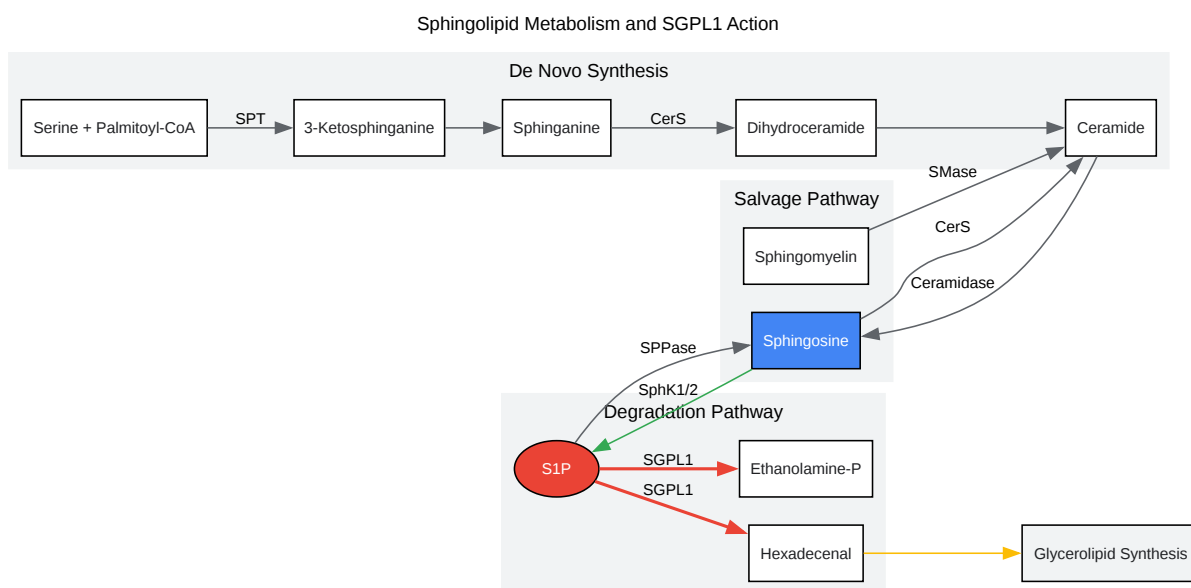 Sphingolipid Metabolism and SGPL1 Action
De Novo Synthesis
Serine + Palmitoyl-CoA
SPT
3-Ketosphinganine
Sphinganine
CerS
Dihydroceramide
Ceramide
SMase
Salvage Pathway
CerS
Sphingomyelin
Ceramidase
Sphingosine
SPPase
SphK1/2
Degradation Pathway
S1P
SGPL1
Ethanolamine-P
SGPL1
Hexadecenal
Glycerolipid Synthesis